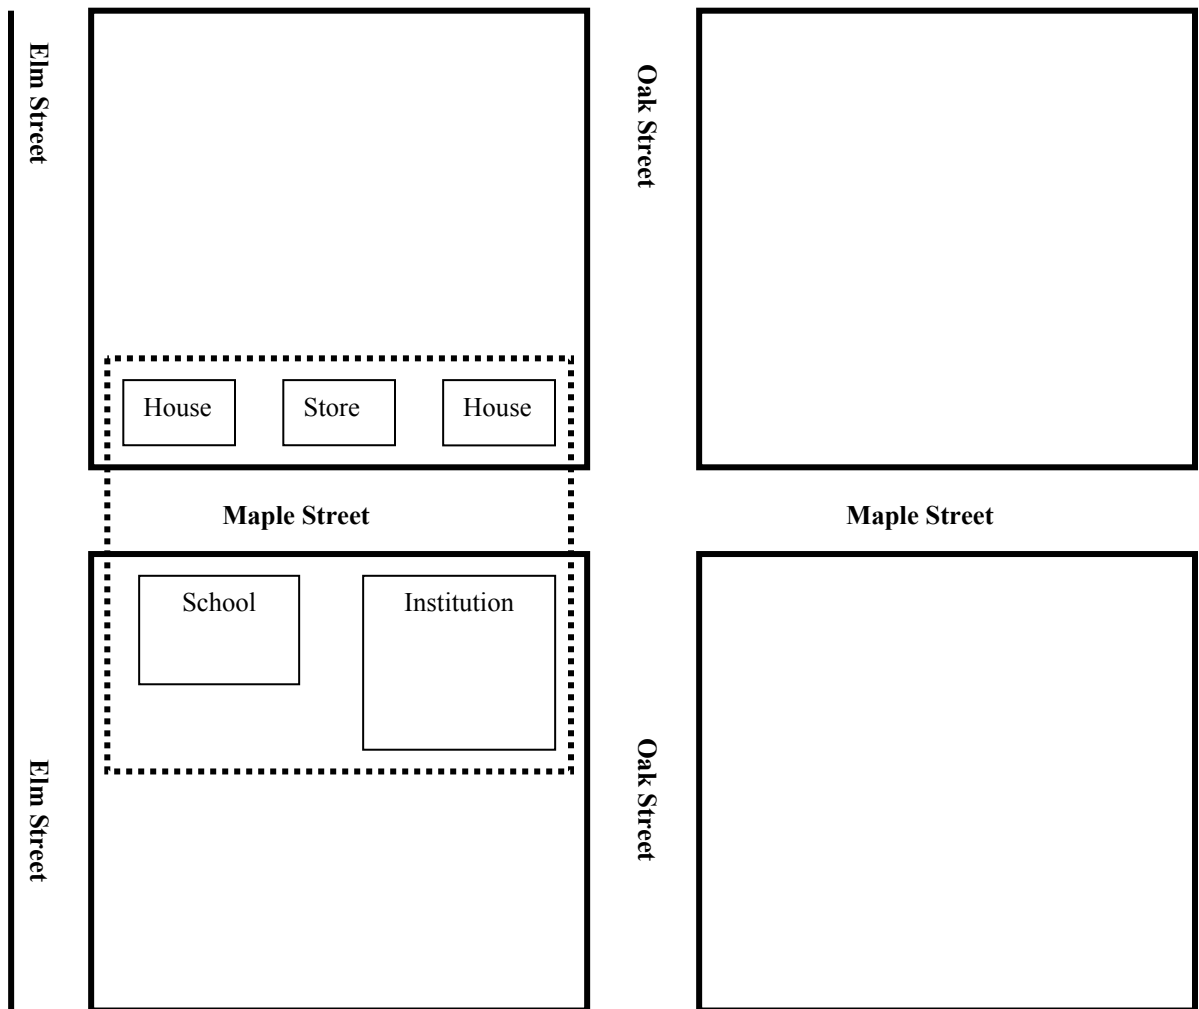 Elm Street
Oak Street
House
Store
House
Maple Street
Maple Street
School
Institution
Elm Street
Oak Street